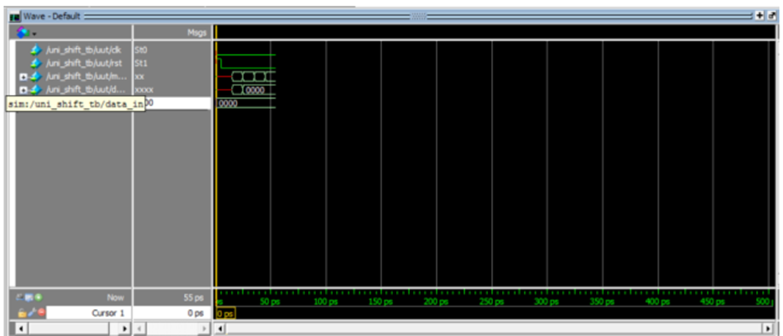 Wave - Default
Msgs
/uni_shift_tb/uut/clk St0
/uni_shift_tb/uut/rst St1
/uni_shift_tb/uut/m... xx
/uni_shift_tb/uut/d... xxxx 0000
sim:/uni_shift_tb/data_in 00 0000
Now 55 ps ps 50 ps 100 ps 150 ps 200 ps 250 ps 300 ps 350 ps 400 ps 450 ps 500
Cursor 1 0 ps 0 ps